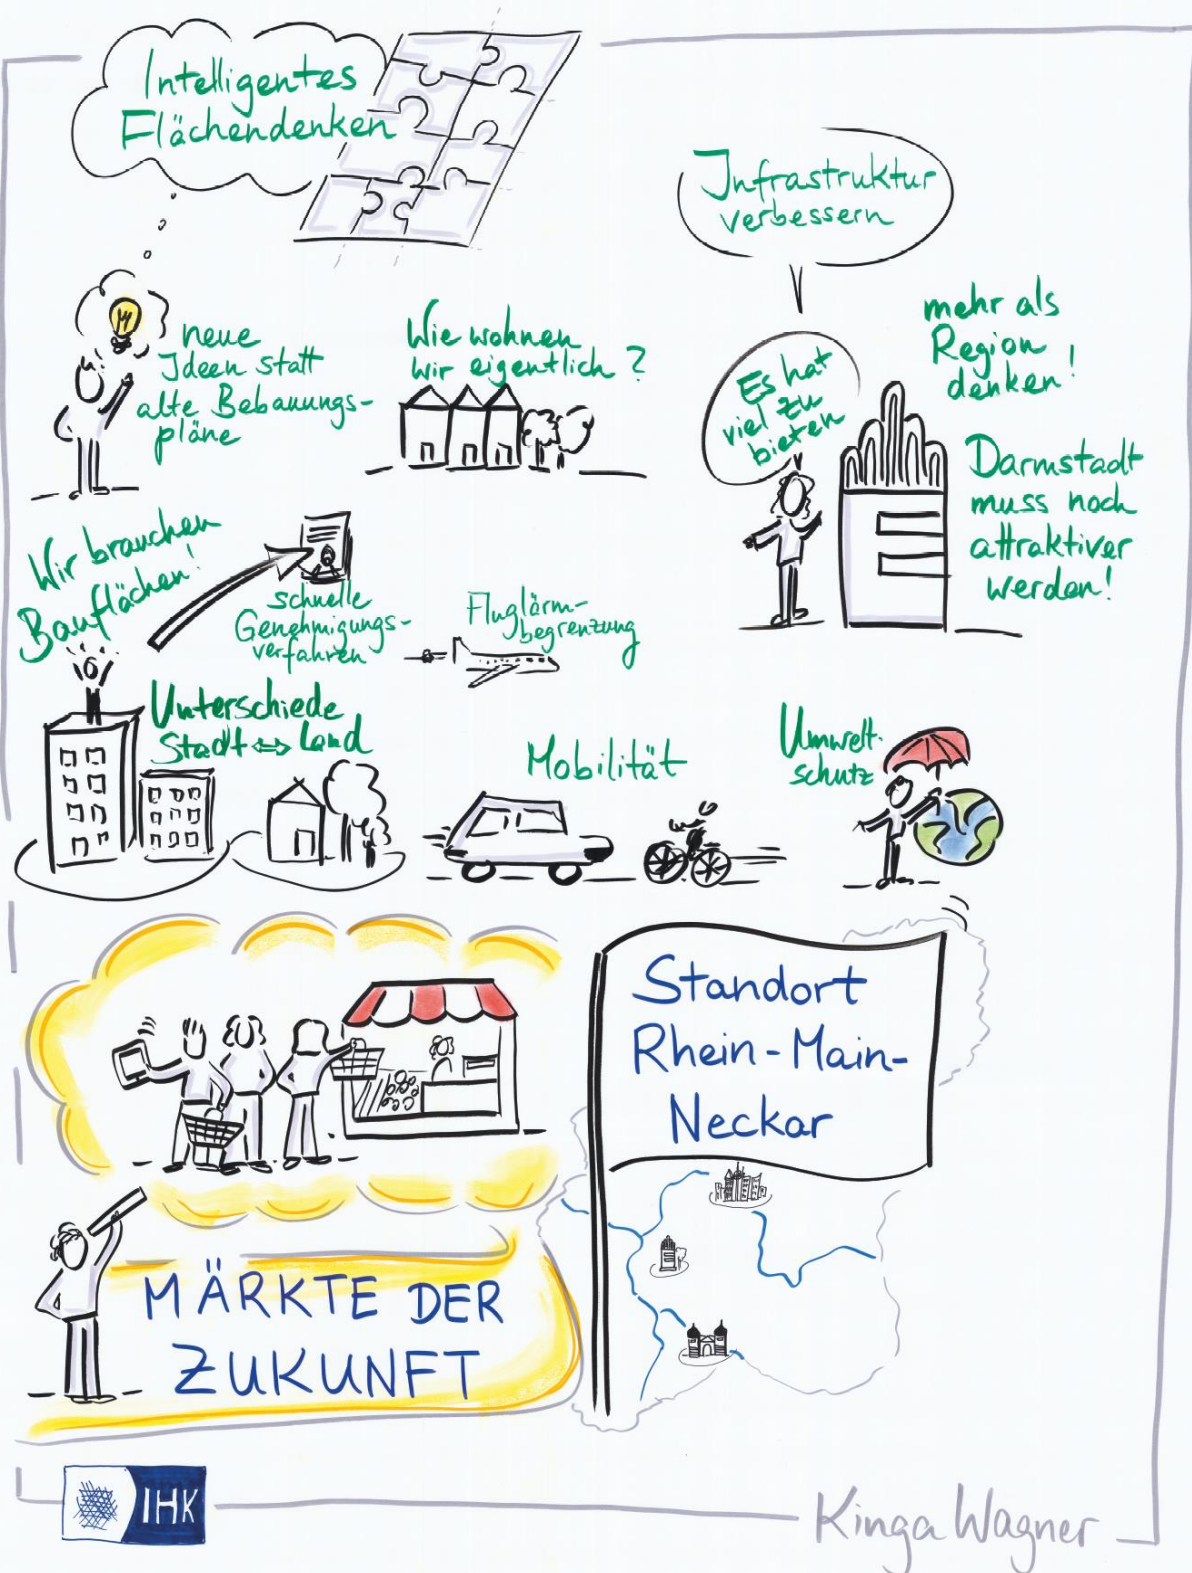 Intelligentes
Flächendenken
Infrastruktur
verbessern
neue
Ideen statt
alte Bebauungs-
pläne
Wie wohnen
wir eigentlich?
Es hat
viel zu
bieten
mehr als
Region
denken!
Darmstadt
muss noch
attraktiver
werden!
Wir brauchen
Bauflächen!
schnelle
Genehmigungs-
verfahren
Fluglärm-
begrenzung
Unterschiede
Stadt ⇔ Land
Mobilität
Umwelt-
schutz
Standort
Rhein-Main-
Neckar
MÄRKTE DER
ZUKUNFT
IHK
Kinga Wagner